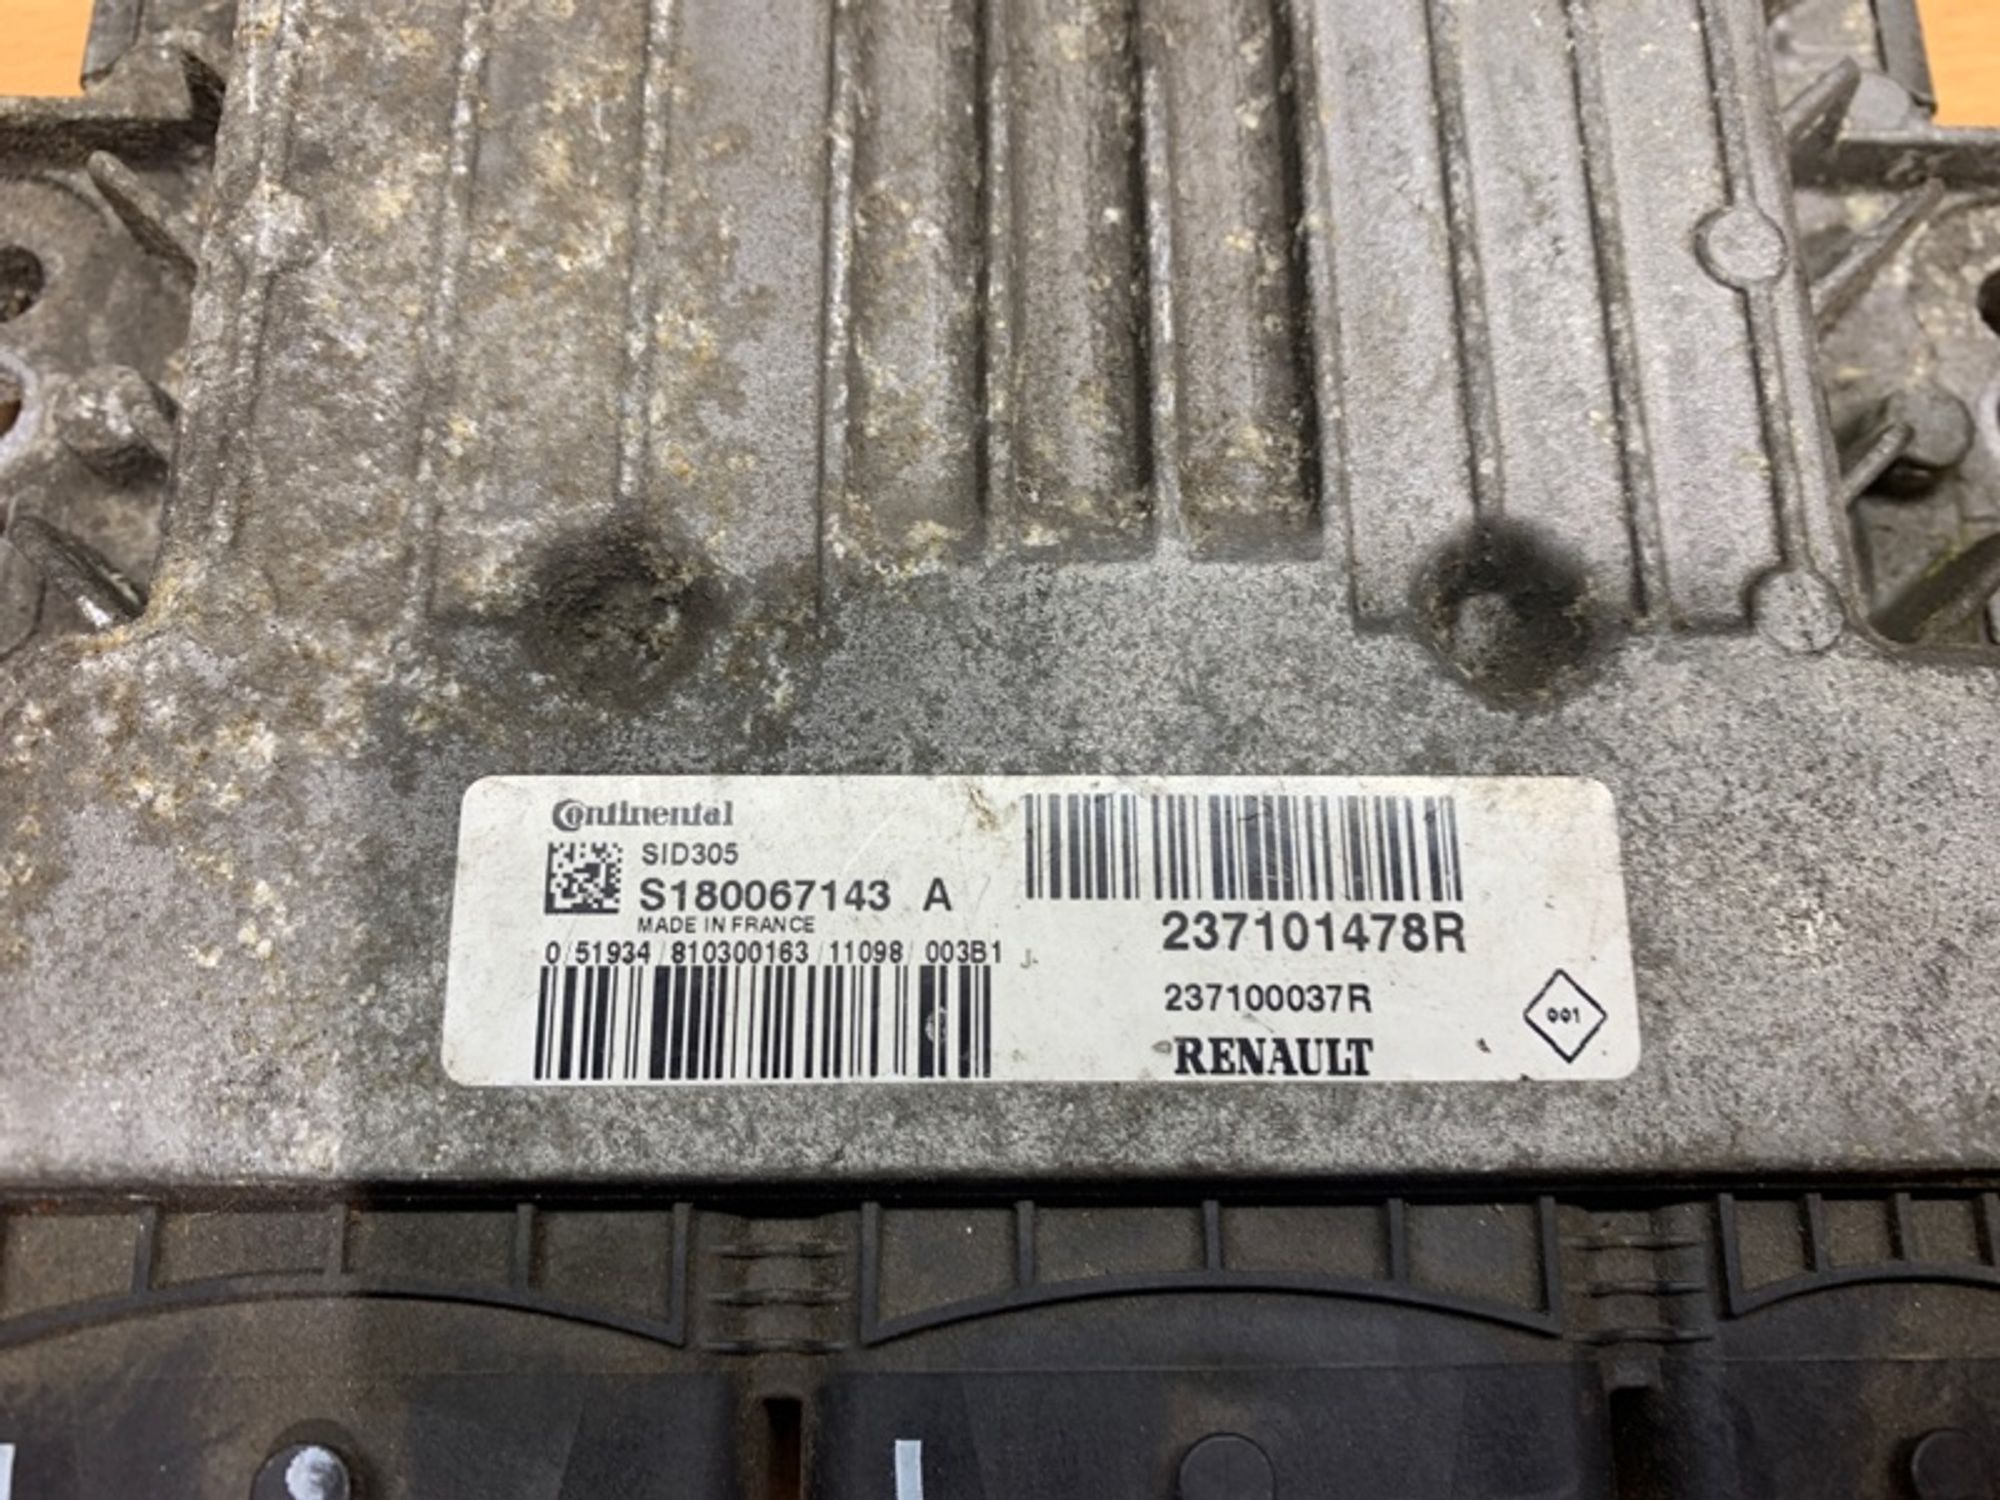 Continental
SID305
S180067143 A
MADE IN FRANCE
0/51934/810300163/11098/003B1
237101478R
237100037R
RENAULT
001